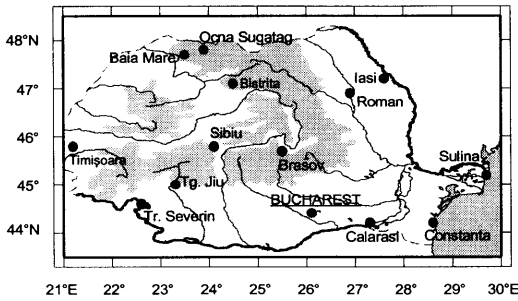 48°N
Ocna Sugatag
Baia Mare
47°
Bistrita
Iasi
Roman
46°
Sibiu
Timişoara
Brasov
Sulina
45°
Tg. Jiu
BUCHAREST
Tr. Severin
44°N
Calarasi
Constanta
21°E 22° 23° 24° 25° 26° 27° 28° 29° 30°E